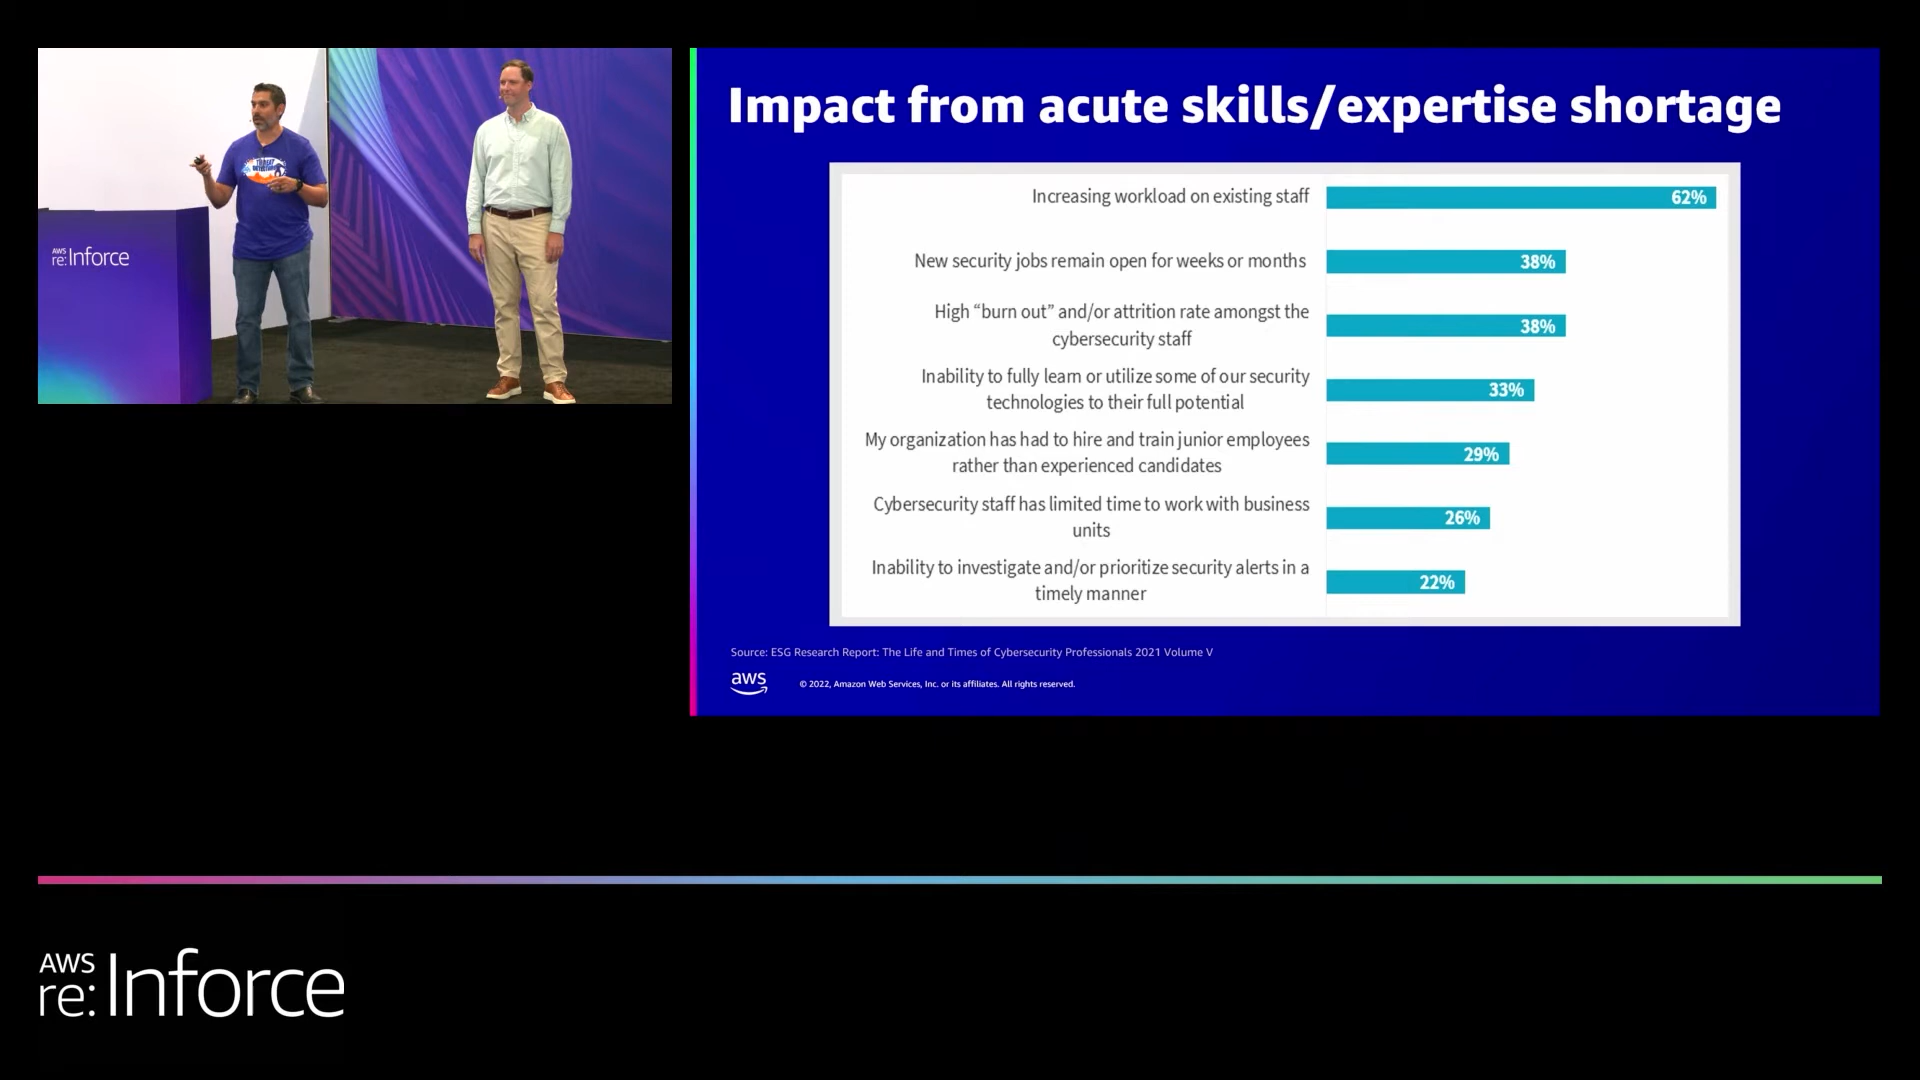 AWS
re:Inforce
Impact from acute skills/expertise shortage
Increasing workload on existing staff 62%
New security jobs remain open for weeks or months 38%
High “burn out” and/or attrition rate amongst the
cybersecurity staff 38%
Inability to fully learn or utilize some of our security
technologies to their full potential 33%
My organization has had to hire and train junior employees
rather than experienced candidates 29%
Cybersecurity staff has limited time to work with business
units 26%
Inability to investigate and/or prioritize security alerts in a
timely manner 22%
Source: ESG Research Report: The Life and Times of Cybersecurity Professionals 2021 Volume V
aws
© 2022, Amazon Web Services, Inc. or its affiliates. All rights reserved.
AWS
re:Inforce